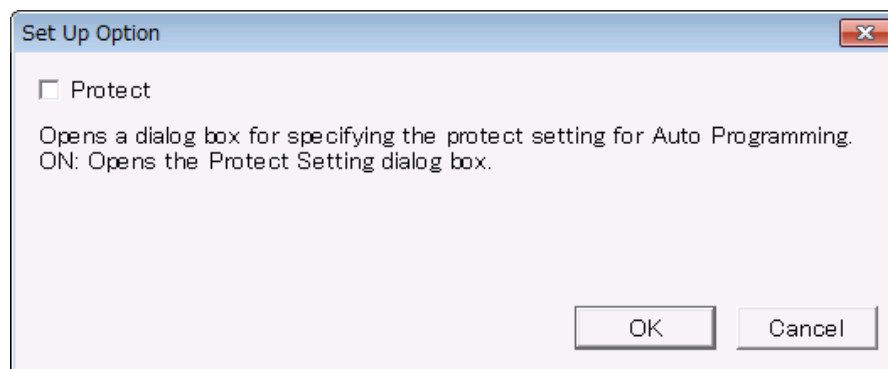 Set Up Option
Protect
Opens a dialog box for specifying the protect setting for Auto Programming.
ON: Opens the Protect Setting dialog box.
OK
Cancel